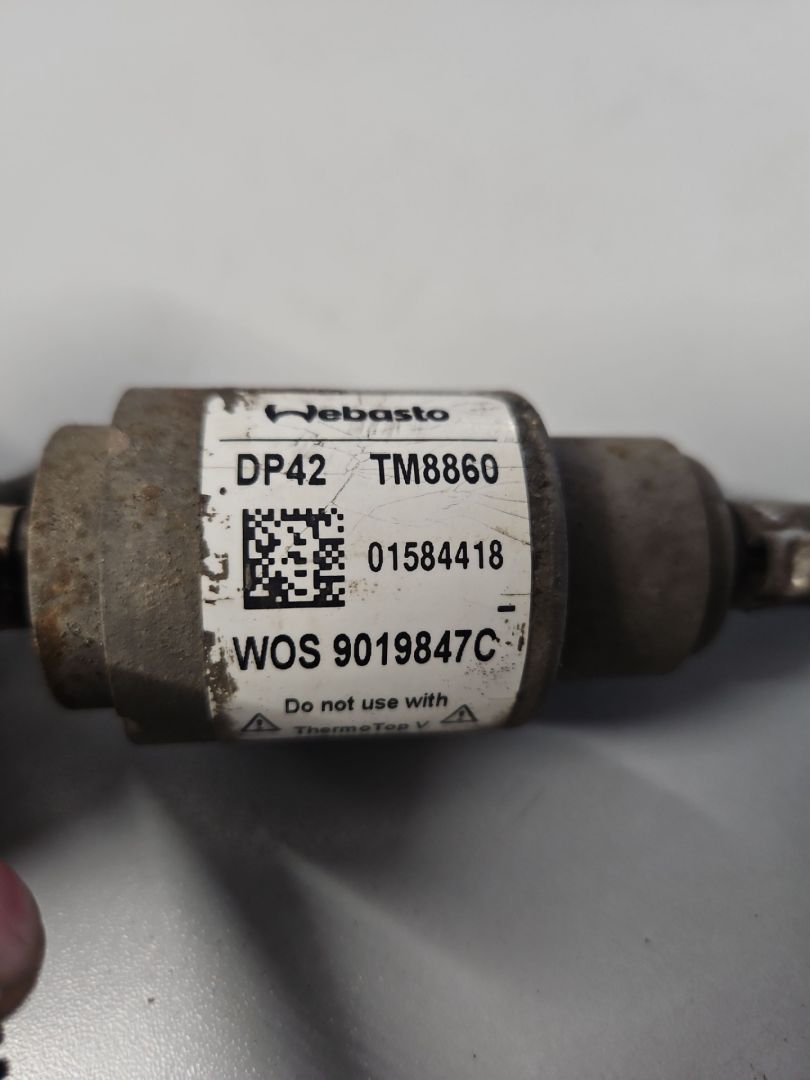 Webasto
DP42 TM8860
01584418
WOS 9019847C
Do not use with
ThermoTop V